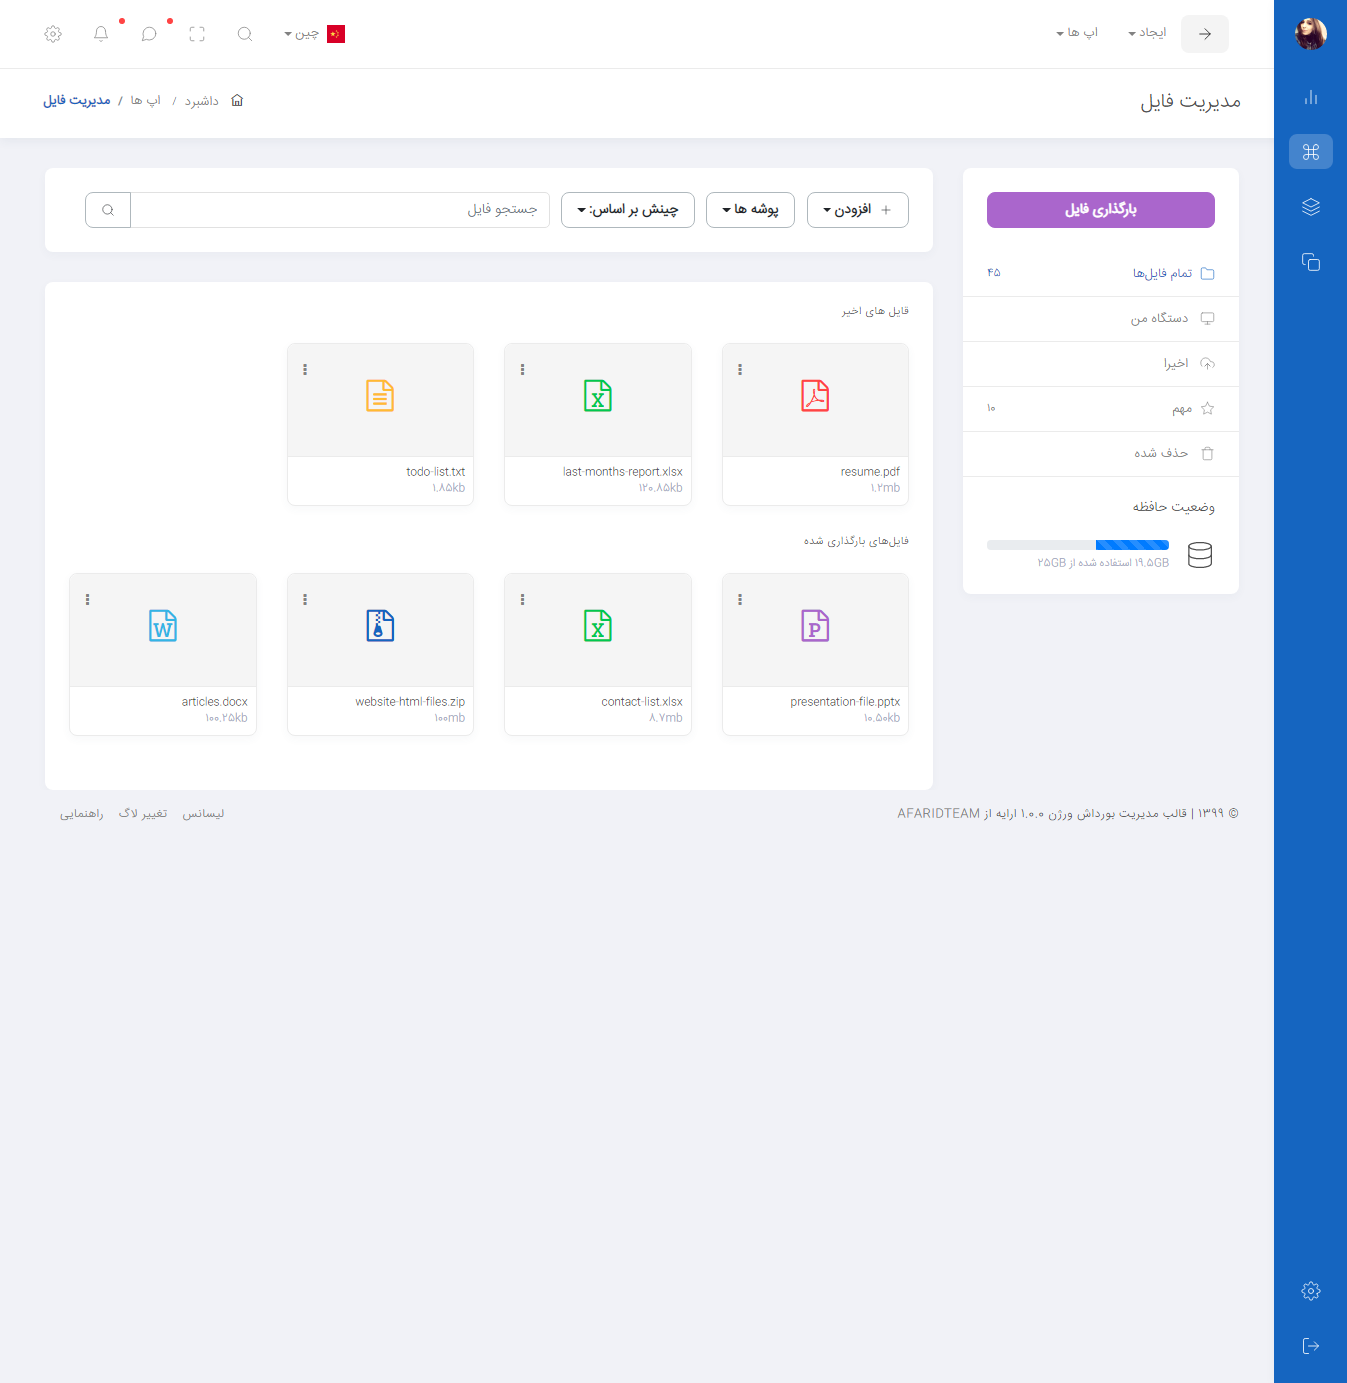 ایجاد
اپ ها
چین
مدیریت فایل
داشبرد / اپ ها / مدیریت فایل
بارگذاری فایل
تمام فایل‌ها ۴۵
دستگاه من
اخیرا
مهم ۱۰
حذف شده
وضعیت حافظه
۱۹.۵GB استفاده شده از ۲۵GB
افزودن
پوشه ها
چینش بر اساس:
جستجو فایل
قایل های اخیر
resume.pdf
۱.۲mb
last-months-report.xlsx
۱۲۰.۸۵kb
todo-list.txt
۱.۸۵kb
فایل‌های بارگذاری شده
presentation-file.pptx
۱۰.۵۰kb
contact-list.xlsx
۸.۷mb
website-html-files.zip
۱۰۰mb
articles.docx
۱۰۰.۲۵kb
© ۱۳۹۹ | قالب مدیریت بورداش ورژن ۱.۰.۰ ارایه از AFARIDTEAM
لیسانس
تغییر لاگ
راهنمایی